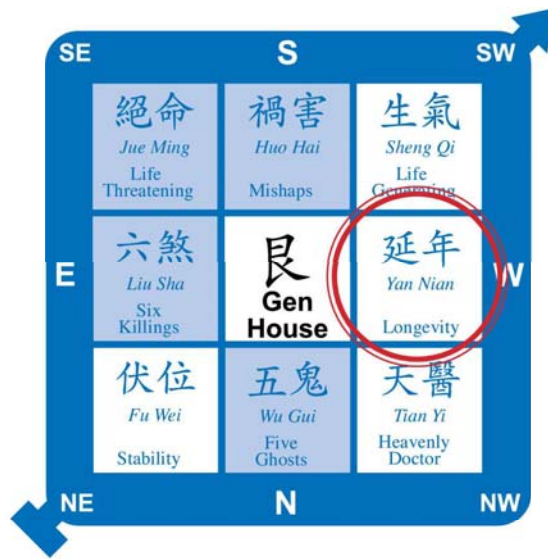 SE
S
SW
絕命
Jue Ming
Life
Threatening
禍害
Huo Hai
Mishaps
生氣
Sheng Qi
Life
Generating
E
六煞
Liu Sha
Six
Killings
艮
Gen
House
延年
Yan Nian
Longevity
W
伏位
Fu Wei
Stability
五鬼
Wu Gui
Five
Ghosts
天醫
Tian Yi
Heavenly
Doctor
NE
N
NW